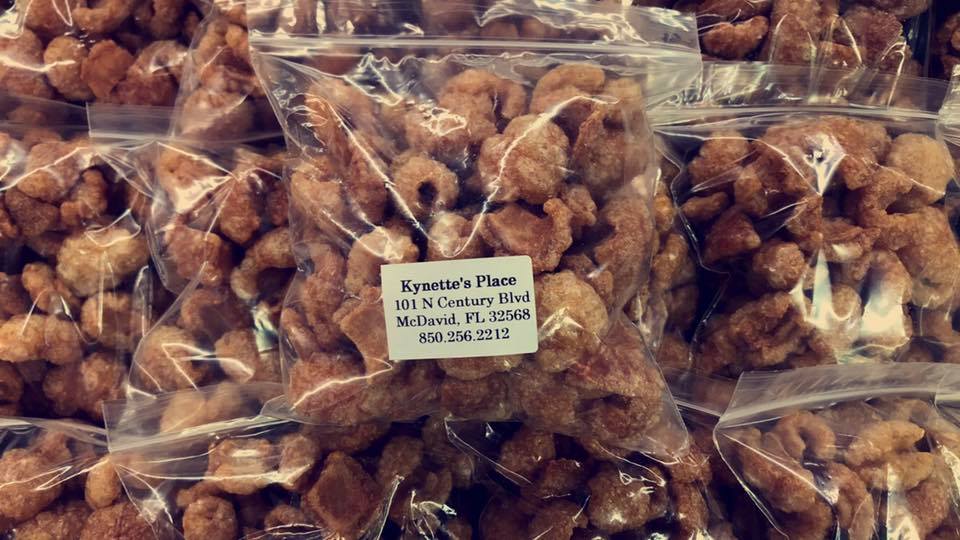 Kynette's Place
101 N Century Blvd
McDavid, FL 32568
850.256.2212